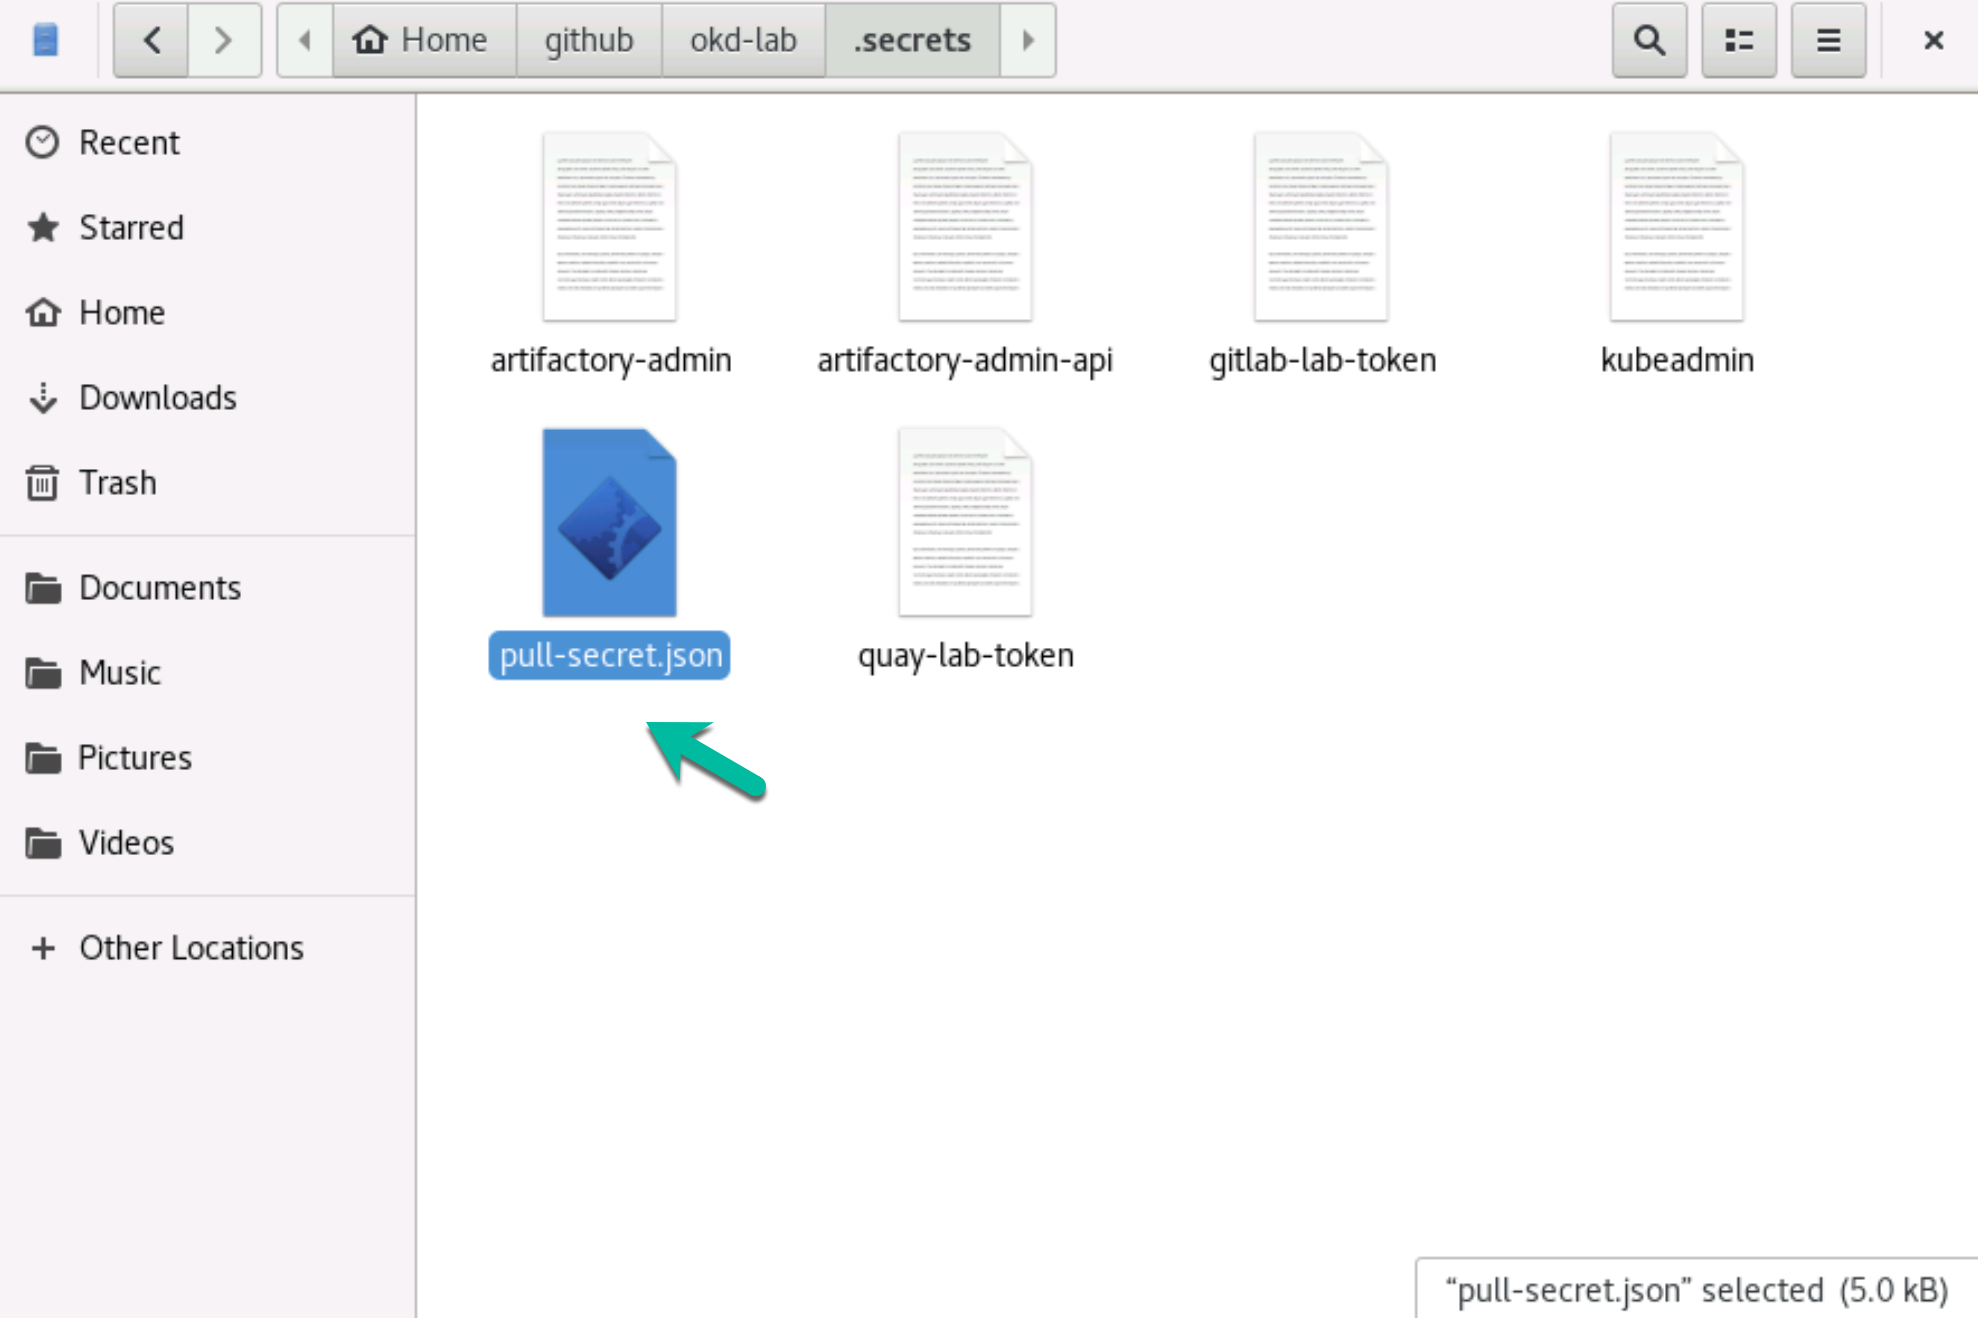 Home github okd-lab .secrets
Recent
Starred
Home
Downloads
Trash
Documents
Music
Pictures
Videos
Other Locations
artifactory-admin artifactory-admin-api gitlab-lab-token kubeadmin
pull-secret.json quay-lab-token
“pull-secret.json” selected (5.0 kB)